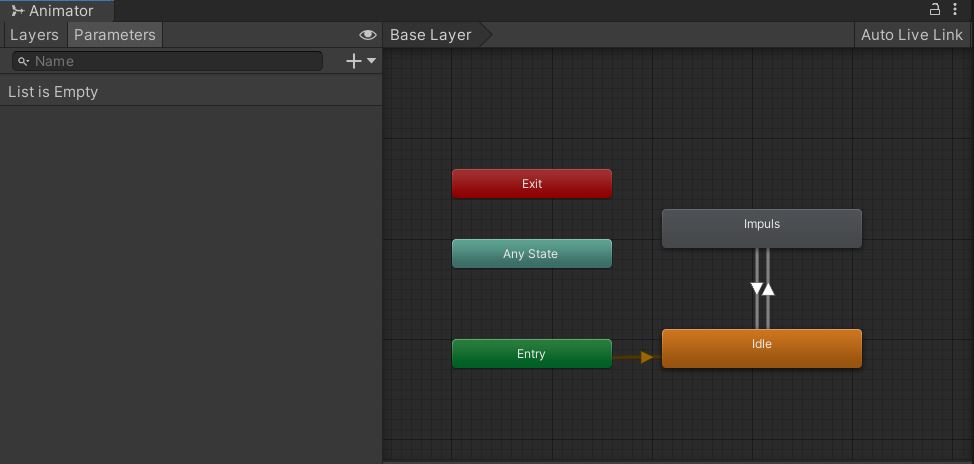 Animator
Layers Parameters
Base Layer
Auto Live Link
Name
List is Empty
Exit
Impuls
Any State
Idle
Entry